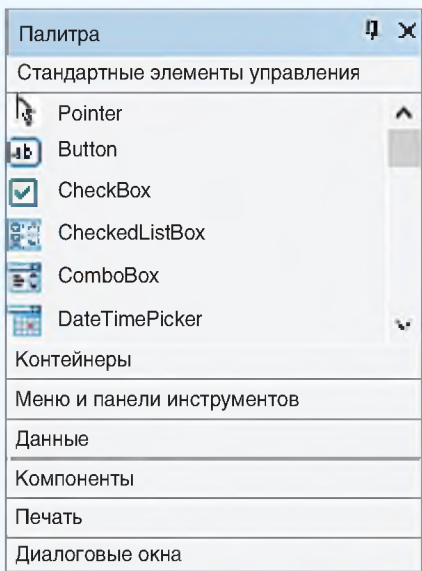 Палитра
Стандартные элементы управления
Pointer
ab Button
CheckBox
CheckedListBox
ComboBox
DateTimePicker
Контейнеры
Меню и панели инструментов
Данные
Компоненты
Печать
Диалоговые окна